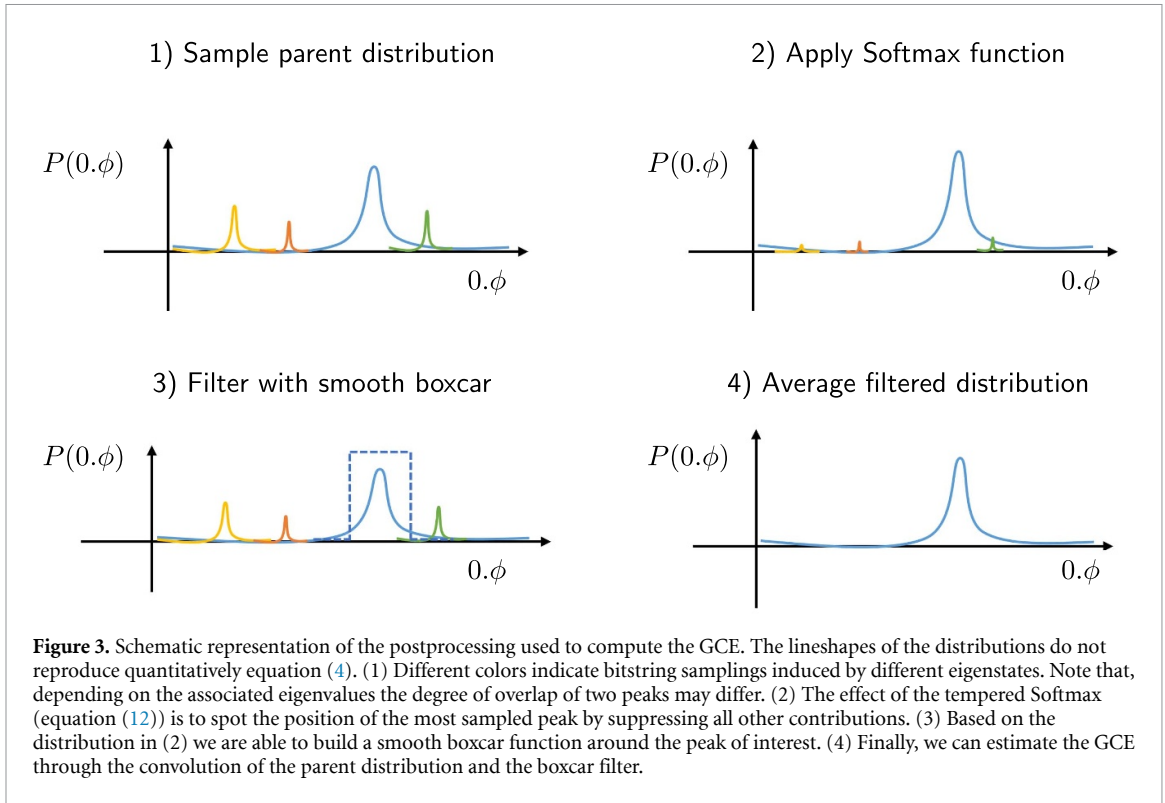 1) Sample parent distribution
2) Apply Softmax function
P(0.ϕ)
0.ϕ
P(0.ϕ)
0.ϕ
3) Filter with smooth boxcar
4) Average filtered distribution
P(0.ϕ)
0.ϕ
P(0.ϕ)
0.ϕ
Figure 3. Schematic representation of the postprocessing used to compute the GCE. The lineshapes of the distributions do not
reproduce quantitatively equation (4). (1) Different colors indicate bitstring samplings induced by different eigenstates. Note that,
depending on the associated eigenvalues the degree of overlap of two peaks may differ. (2) The effect of the tempered Softmax
(equation (12)) is to spot the position of the most sampled peak by suppressing all other contributions. (3) Based on the
distribution in (2) we are able to build a smooth boxcar function around the peak of interest. (4) Finally, we can estimate the GCE
through the convolution of the parent distribution and the boxcar filter.